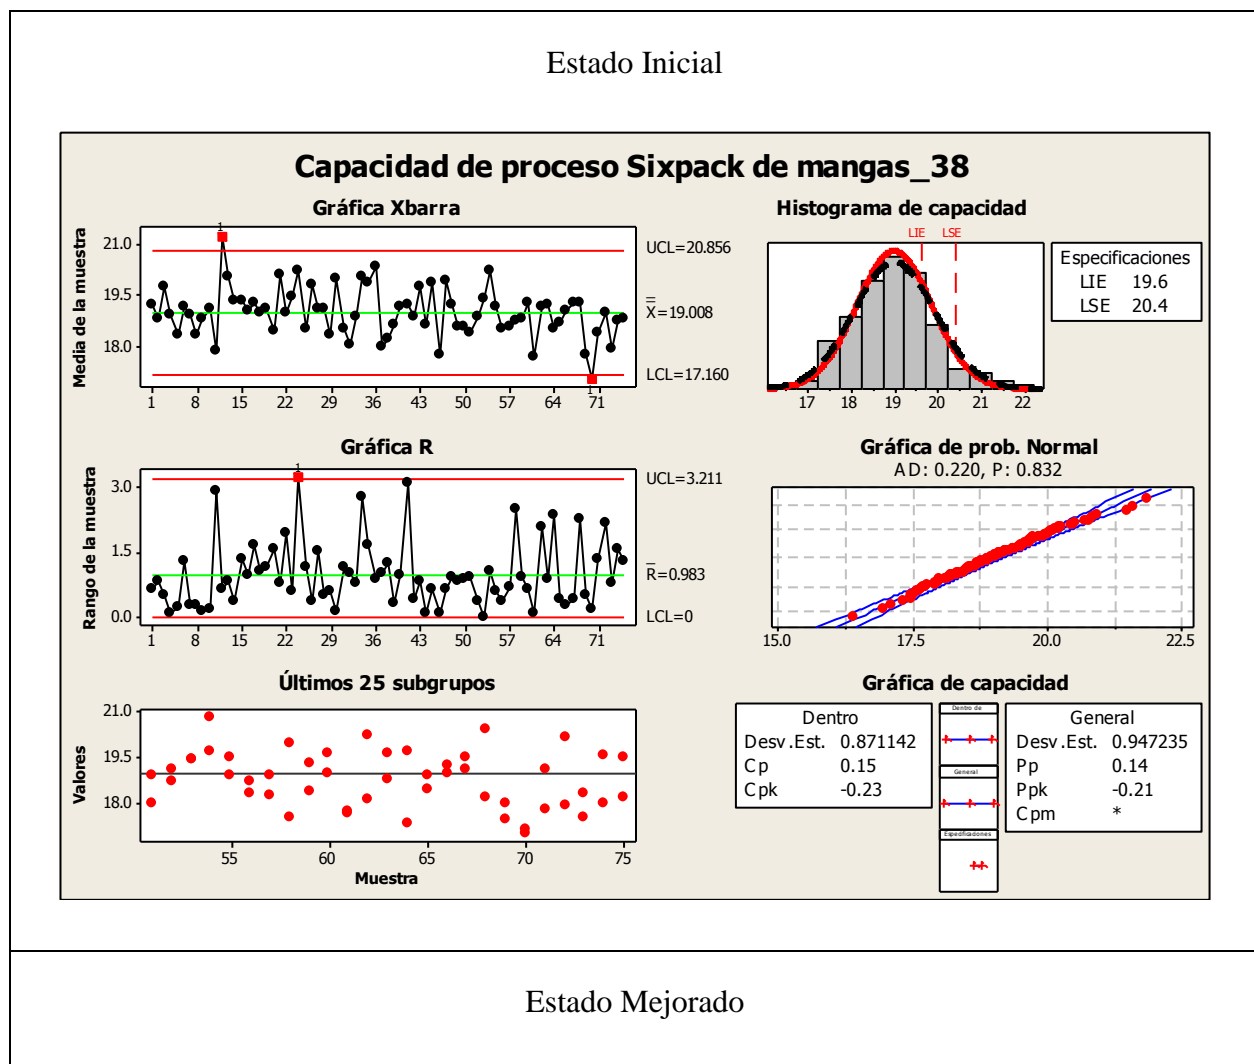 Estado Inicial
Capacidad de proceso Sixpack de mangas_38
Gráfica Xbarra
Media de la muestra
21.0
19.5
18.0
1
1
UCL=20.856
X=19.008
LCL=17.160
1 8 15 22 29 36 43 50 57 64 71
Histograma de capacidad
LIE LSE
17 18 19 20 21 22
Especificaciones
LIE 19.6
LSE 20.4
Gráfica R
Rango de la muestra
3.0
1.5
0.0
1
UCL=3.211
R=0.983
LCL=0
1 8 15 22 29 36 43 50 57 64 71
Gráfica de prob. Normal
AD: 0.220, P: 0.832
15.0 17.5 20.0 22.5
Últimos 25 subgrupos
Valores
21.0
19.5
18.0
55 60 65 70 75
Muestra
Gráfica de capacidad
Dentro
Desv.Est. 0.871142
Cp 0.15
Cpk -0.23
Dentro de
General
Especificaciones
General
Desv.Est. 0.947235
Pp 0.14
Ppk -0.21
Cpm *
Estado Mejorado